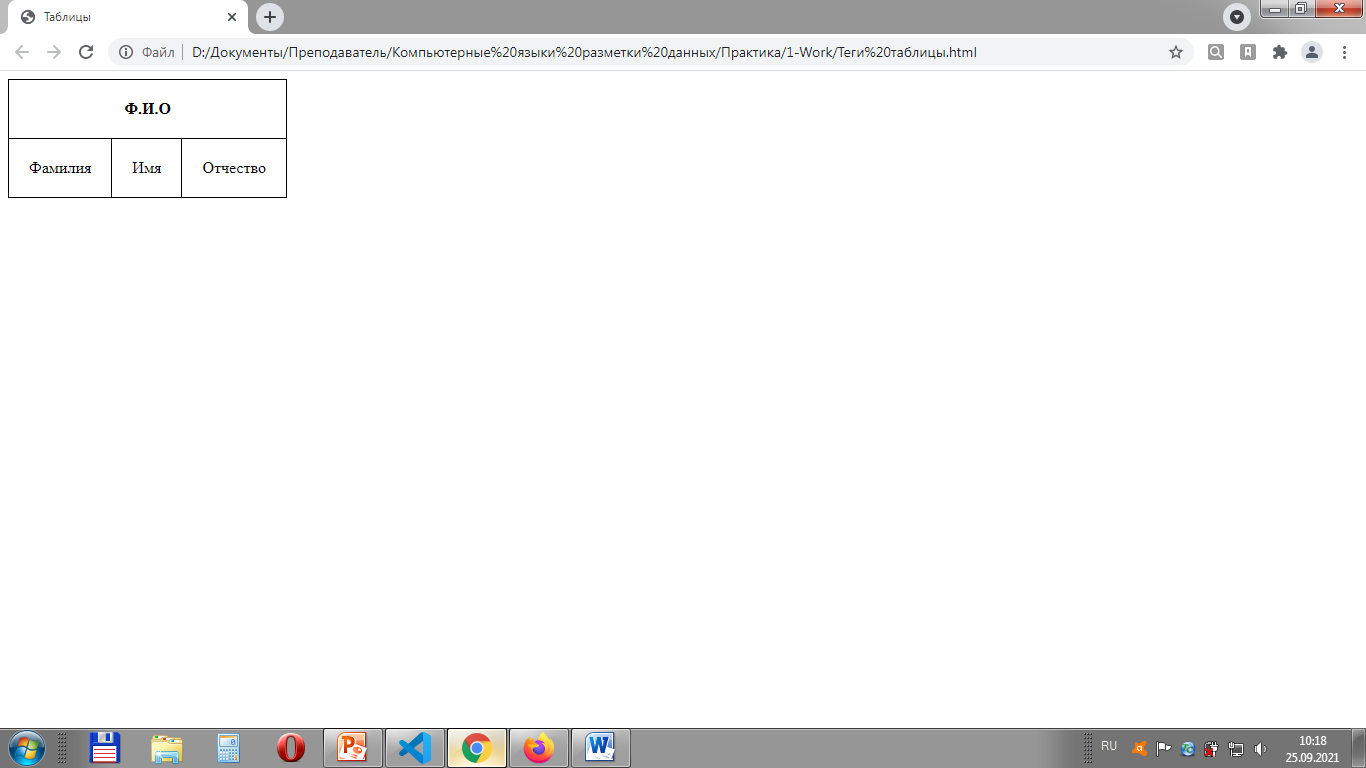 Таблицы
Файл D:/Документы/Преподаватель/Компьютерные%20языки%20разметки%20данных/Практика/1-Work/Теги%20таблицы.html
Ф.И.О
Фамилия Имя Отчество
RU
10:18
25.09.2021